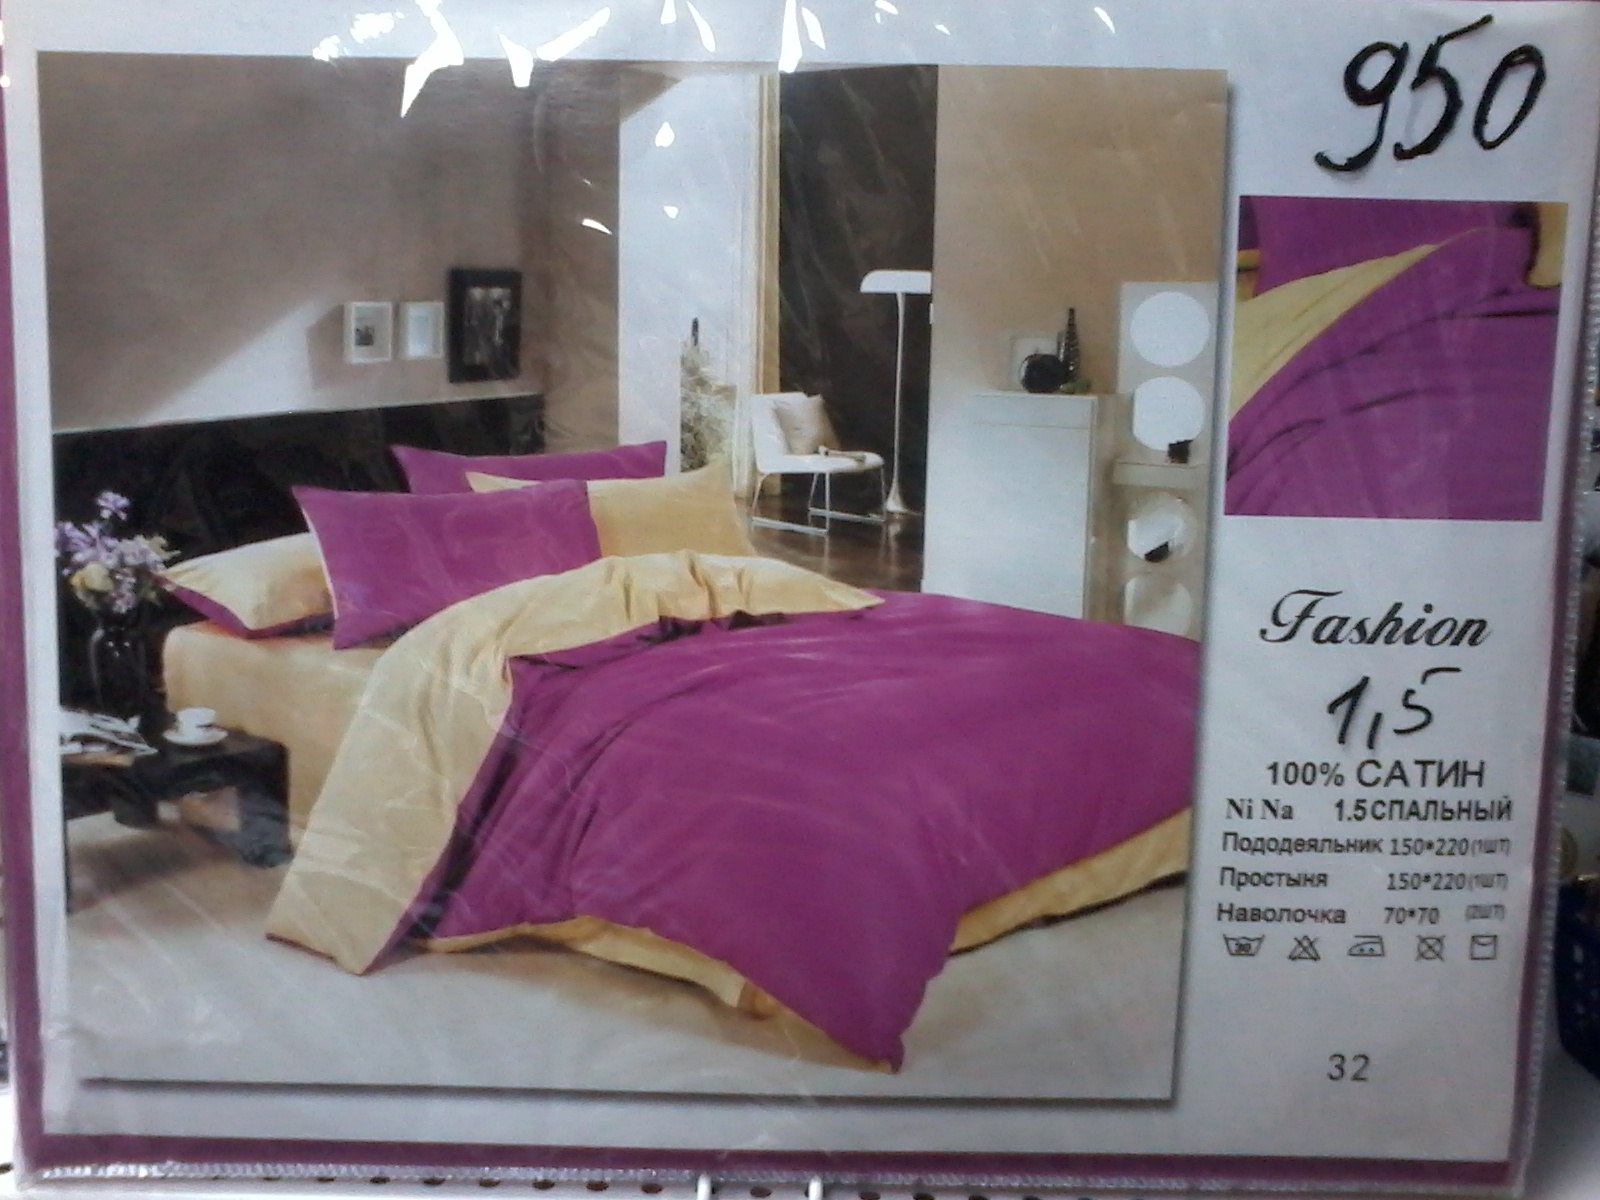 950
Fashion
1,5
100% САТИН
Ni Na 1.5СПАЛЬНЫЙ
Пододеяльник 150*220(1ШТ)
Простыня 150*220(1ШТ)
Наволочка 70*70 (2ШТ)
30
32